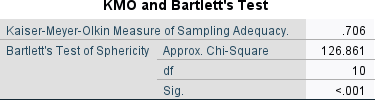 KMO and Bartlett's Test
Kaiser-Meyer-Olkin Measure of Sampling Adequacy. .706
Bartlett's Test of Sphericity Approx. Chi-Square 126.861
df 10
Sig. <.001